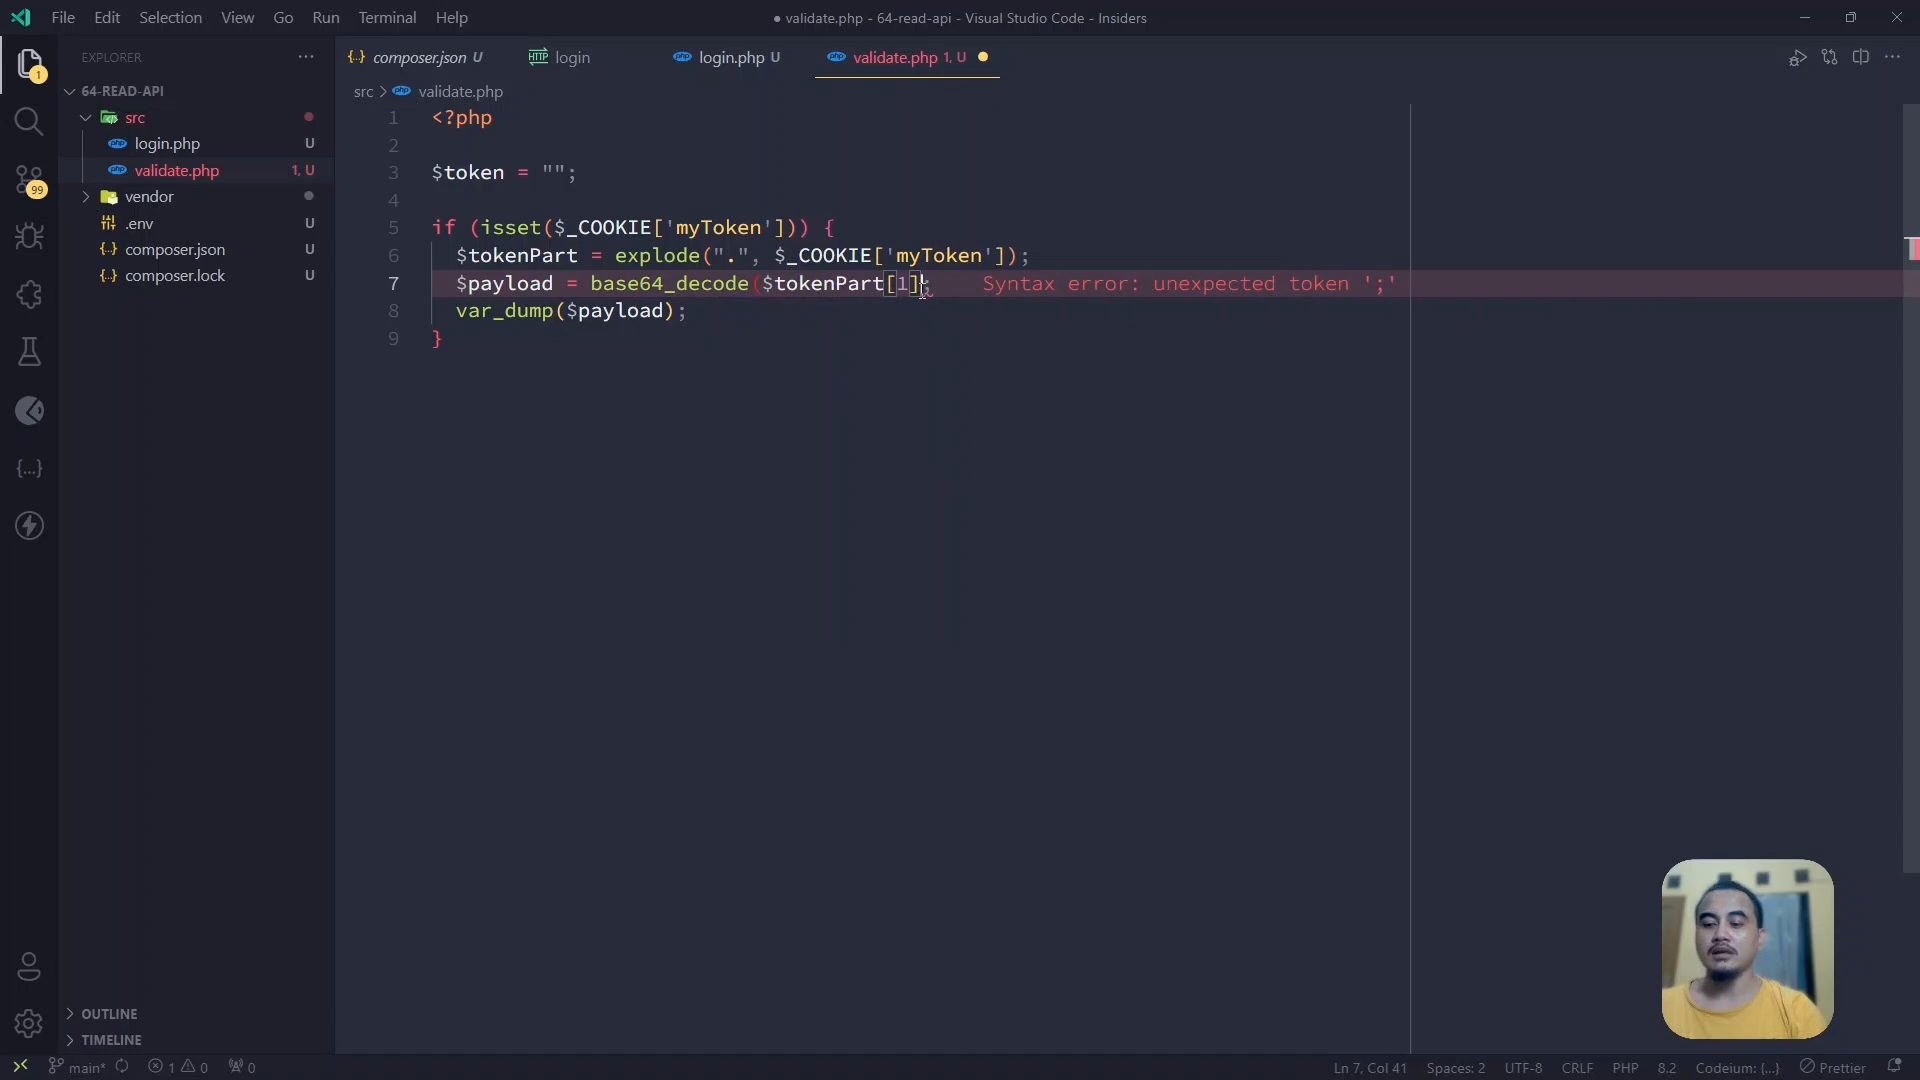 File Edit Selection View Go Run Terminal Help
● validate.php - 64-read-api - Visual Studio Code - Insiders
EXPLORER
composer.json U
login
login.php U
validate.php 1, U
64-READ-API
src
login.php U
validate.php 1, U
vendor
.env U
composer.json U
composer.lock U
OUTLINE
TIMELINE
1
99
src > validate.php
1 <?php
2
3 $token = "";
4
5 if (isset($_COOKIE['myToken'])) {
6 $tokenPart = explode(".", $_COOKIE['myToken']);
7 $payload = base64_decode($tokenPart[1]; Syntax error: unexpected token ';'
8 var_dump($payload);
9 }
main* 1 0 0
Ln 7, Col 41 Spaces: 2 UTF-8 CRLF PHP 8.2 Codeium: {...} Prettier